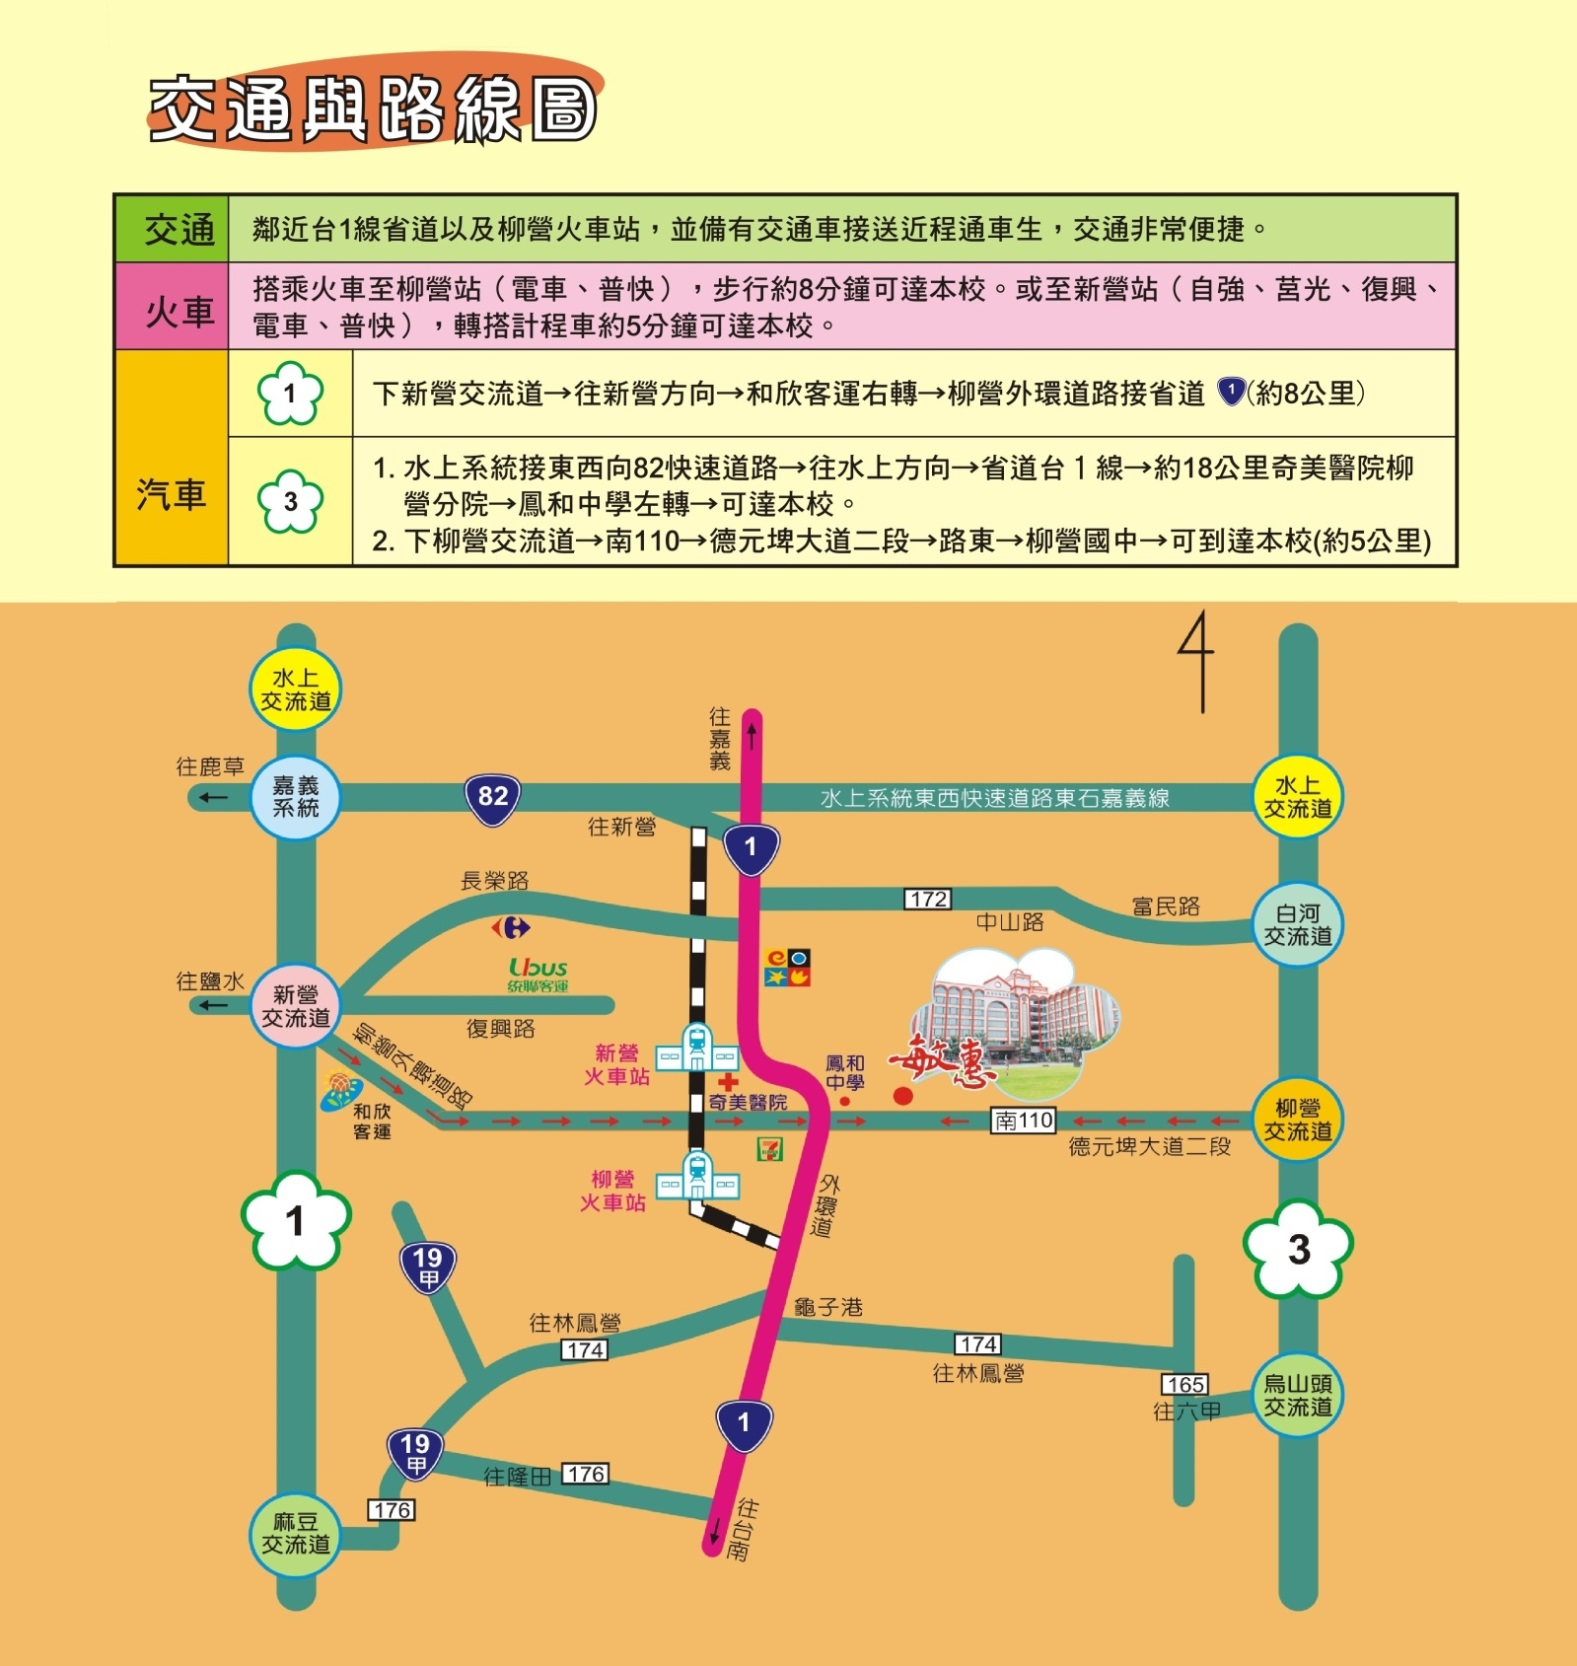 交通與路線圖
交通
鄰近台1線省道以及柳營火車站，並備有交通車接送近程通車生，交通非常便捷。
火車
搭乘火車至柳營站（電車、普快），步行約8分鐘可達本校。或至新營站（自強、莒光、復興、
電車、普快），轉搭計程車約5分鐘可達本校。
汽車
1
下新營交流道→往新營方向→和欣客運右轉→柳營外環道路接省道 1 (約8公里)
3
1. 水上系統接東西向82快速道路→往水上方向→省道台 1 線→約18公里奇美醫院柳
營分院→鳳和中學左轉→可達本校。
2. 下柳營交流道→南110→德元埤大道二段→路東→柳營國中→可到達本校(約5公里)
水上
交流道
往嘉義
往鹿草
嘉義
系統
82
水上系統東西快速道路東石嘉義線
水上
交流道
往新營
1
長榮路
172
中山路
富民路
白河
交流道
Ubus
統聯客運
往鹽水
新營
交流道
復興路
柳營外環道路
新營
火車站
鳳和
中學
敏惠
和欣
客運
奇美醫院
南110
柳營
交流道
德元埤大道二段
7
柳營
火車站
外環道
1
3
19
甲
往林鳳營
174
龜子港
174
往林鳳營
165
往六甲
烏山頭
交流道
1
19
甲
往隆田
176
176
往台南
麻豆
交流道